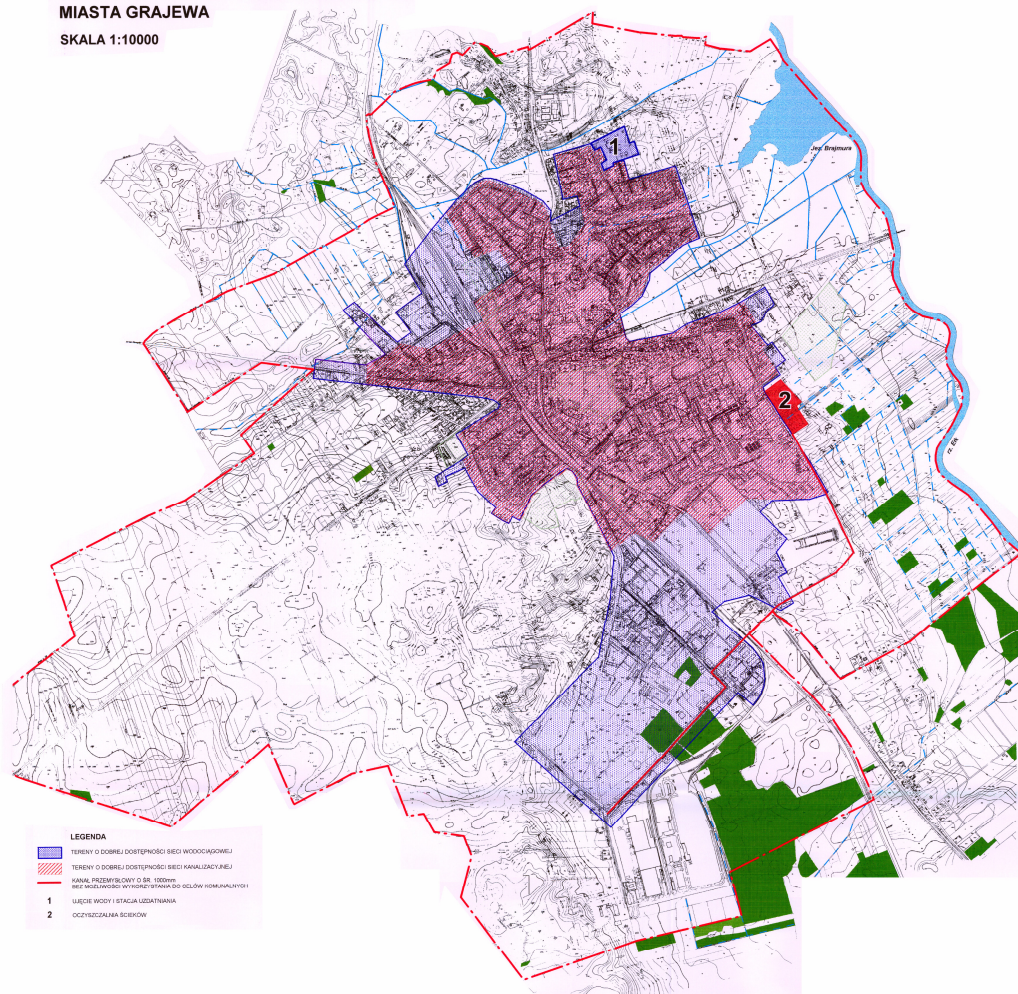 MIASTA GRAJEWA
SKALA 1:10000
1
Jez. Brajmura
2
rz. Ełk
LEGENDA
TERENY O DOBREJ DOSTĘPNOŚCI SIECI WODOCIĄGOWEJ
TERENY O DOBREJ DOSTĘPNOŚCI SIECI KANALIZACYJNEJ
KANAŁ PRZEMYSŁOWY O ŚR. 1000mm
BEZ MOŻLIWOŚCI WYKORZYSTANIA DO CELÓW KOMUNALNYCH
1 UJĘCIE WODY I STACJA UZDATNIANIA
2 OCZYSZCZALNIA ŚCIEKÓW